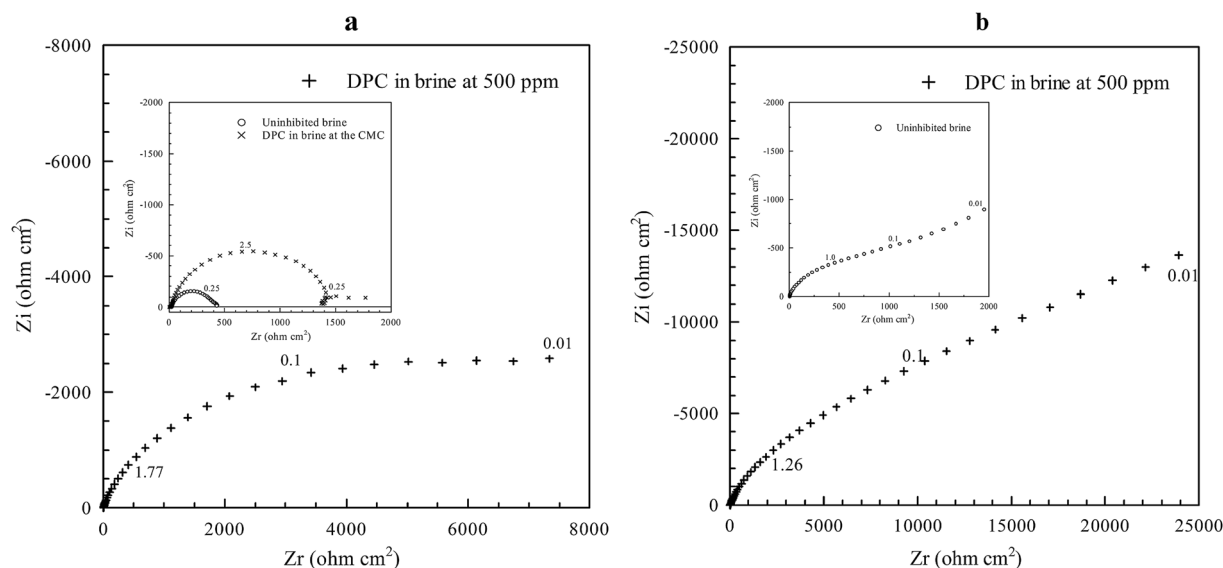 a
-8000
-6000
-4000
-2000
0
Zi (ohm cm2)
+ DPC in brine at 500 ppm
-2000
-1500
-1000
-500
0
Zi (ohm cm2)
○ Uninhibited brine
× DPC in brine at the CMC
2.5
0.25
0.25
0 500 1000 1500 2000
Zr (ohm cm2)
0.1
0.01
1.77
0 2000 4000 6000 8000
Zr (ohm cm2)
b
-25000
-20000
-15000
-10000
-5000
0
Zi (ohm cm2)
+ DPC in brine at 500 ppm
-2000
-1500
-1000
-500
0
Zi (ohm cm2)
○ Uninhibited brine
0.01
0.1
1.0
0 500 1000 1500 2000
Zr (ohm cm2)
0.01
0.1
1.26
0 5000 10000 15000 20000 25000
Zr (ohm cm2)